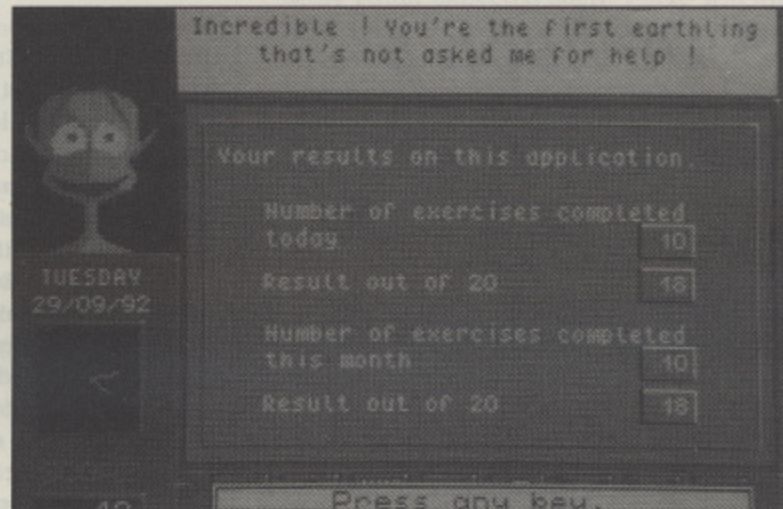 Incredible ! You're the first earthling
that's not asked me for help !
Your results on this application.
Number of exercises completed
today 10
Result out of 20 18
TUESDAY
29/09/92
Number of exercises completed
this month 10
Result out of 20 18
Press any key.